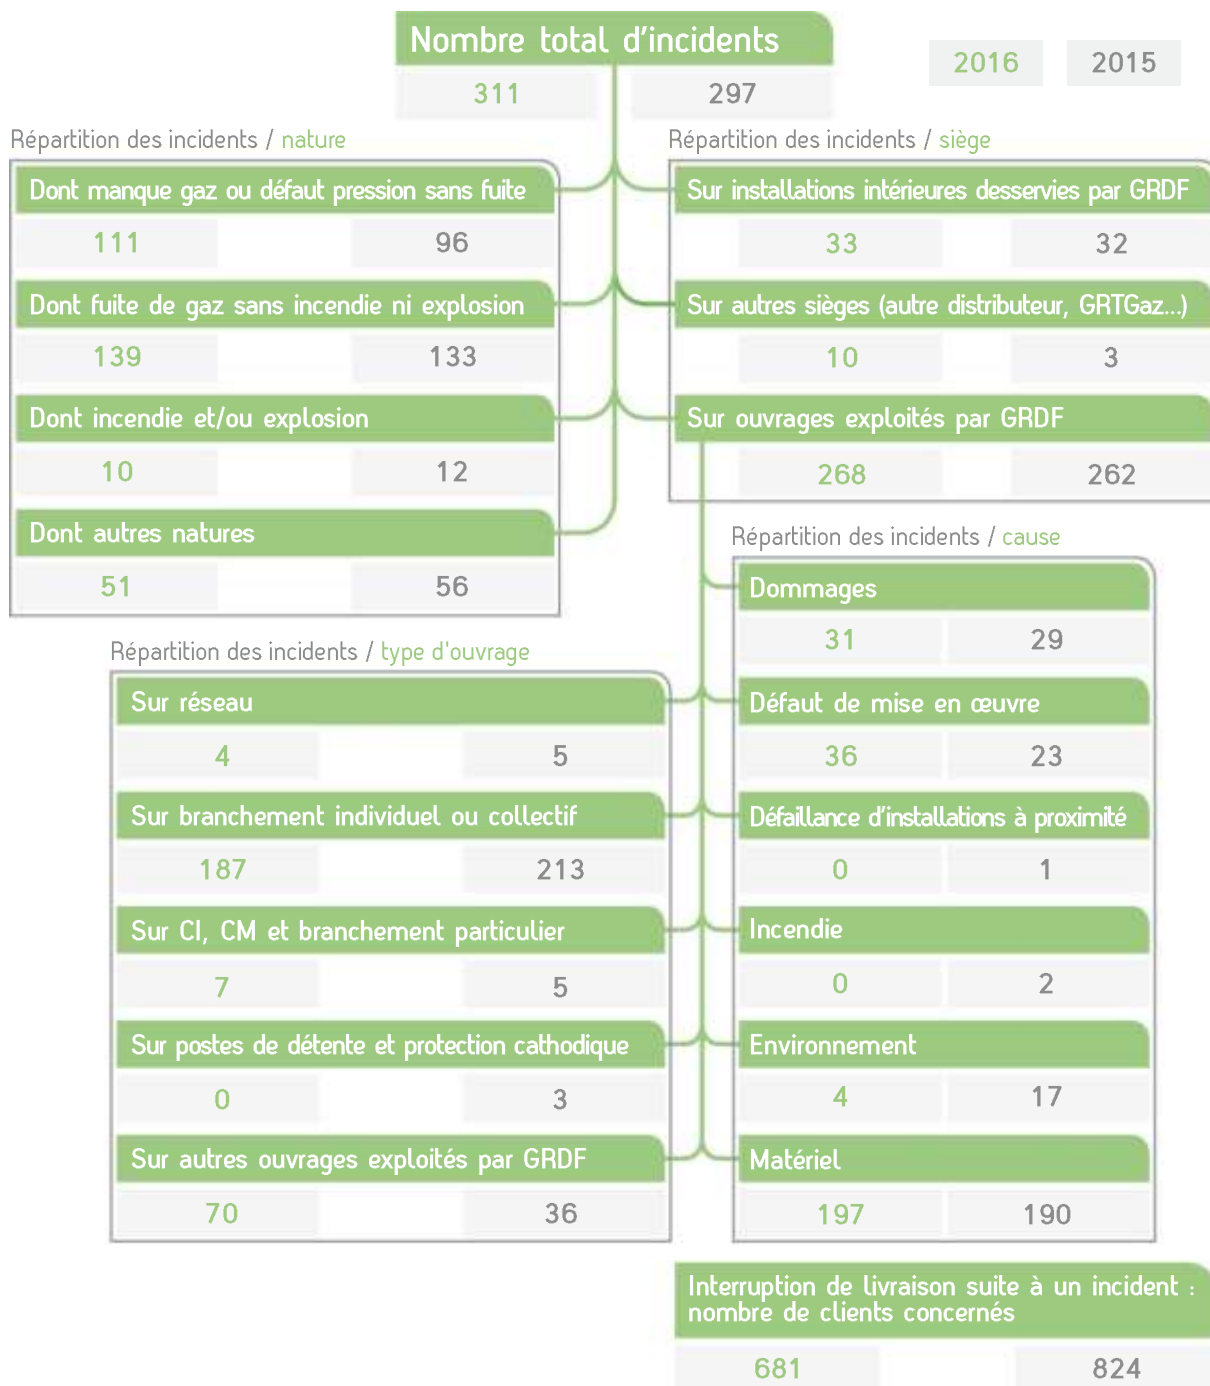 Nombre total d'incidents
311 297
2016 2015
Répartition des incidents / nature
Dont manque gaz ou défaut pression sans fuite
111 96
Dont fuite de gaz sans incendie ni explosion
139 133
Dont incendie et/ou explosion
10 12
Dont autres natures
51 56
Répartition des incidents / siège
Sur installations intérieures desservies par GRDF
33 32
Sur autres sièges (autre distributeur, GRTGaz...)
10 3
Sur ouvrages exploités par GRDF
268 262
Répartition des incidents / type d'ouvrage
Sur réseau
4 5
Sur branchement individuel ou collectif
187 213
Sur CI, CM et branchement particulier
7 5
Sur postes de détente et protection cathodique
0 3
Sur autres ouvrages exploités par GRDF
70 36
Répartition des incidents / cause
Dommages
31 29
Défaut de mise en œuvre
36 23
Défaillance d'installations à proximité
0 1
Incendie
0 2
Environnement
4 17
Matériel
197 190
Interruption de livraison suite à un incident :
nombre de clients concernés
681 824